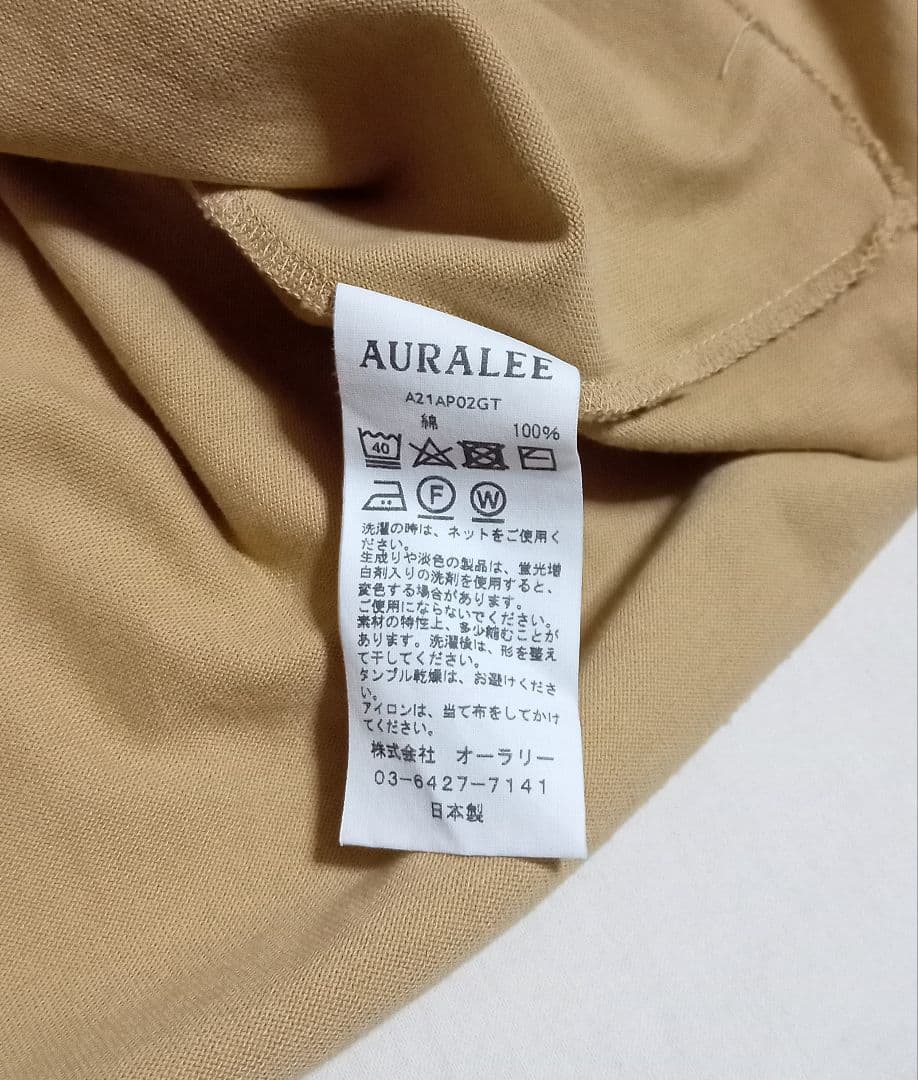 AURALEE
A21AP02GT
綿 100%
40
F W
洗濯の時は、ネットをご使用く
ださい。
生成りや淡色の製品は、蛍光増
白剤入りの洗剤を使用すると、
変色する場合があります。
ご使用にならないでください。
素材の特性上、多少縮むことが
あります。洗濯後は、形を整え
て干してください。
タンブル乾燥は、お避けくださ
い。
アイロンは、当て布をしてかけ
てください。
株式会社 オーラリー
03-6427-7141
日本製